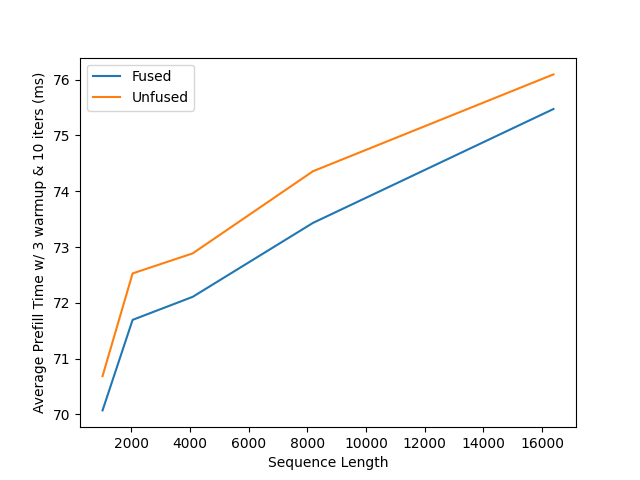 Fused
Unfused
Average Prefill Time w/ 3 warmup & 10 iters (ms)
76
75
74
73
72
71
70
2000 4000 6000 8000 10000 12000 14000 16000
Sequence Length